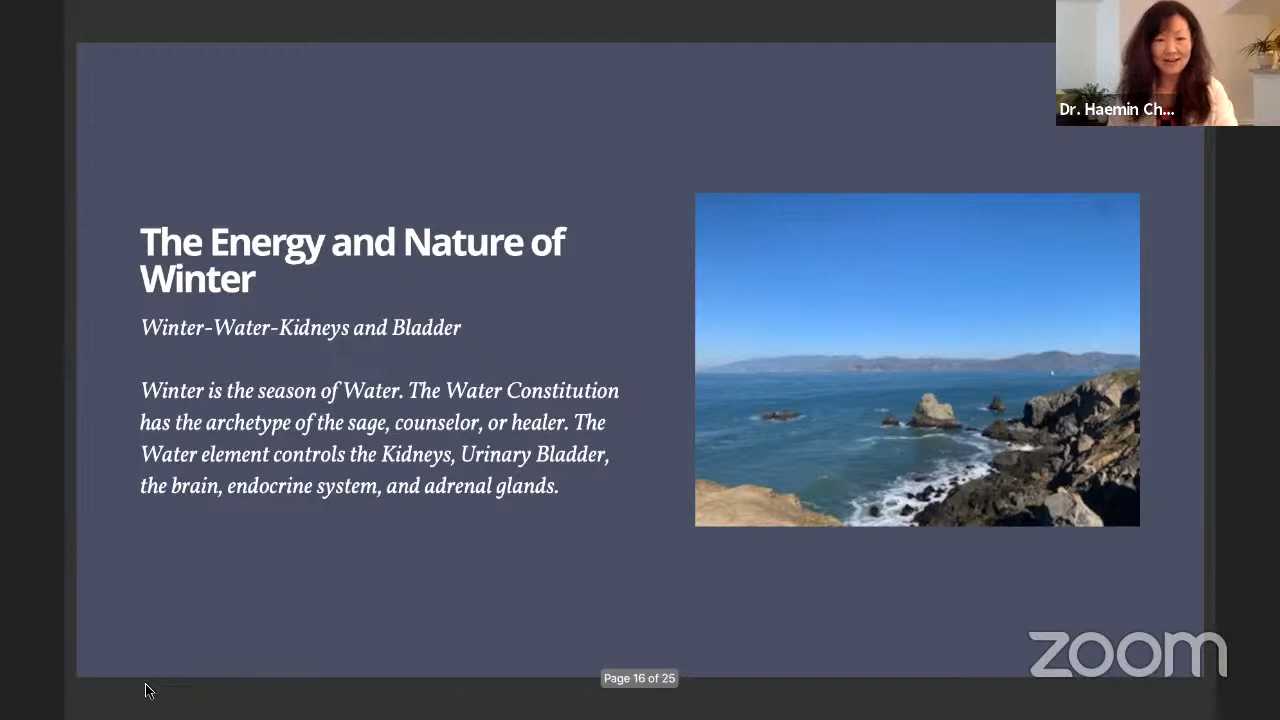 Dr. Haemin Ch...
The Energy and Nature of
Winter
Winter-Water-Kidneys and Bladder
Winter is the season of Water. The Water Constitution
has the archetype of the sage, counselor, or healer. The
Water element controls the Kidneys, Urinary Bladder,
the brain, endocrine system, and adrenal glands.
zoom
Page 16 of 25